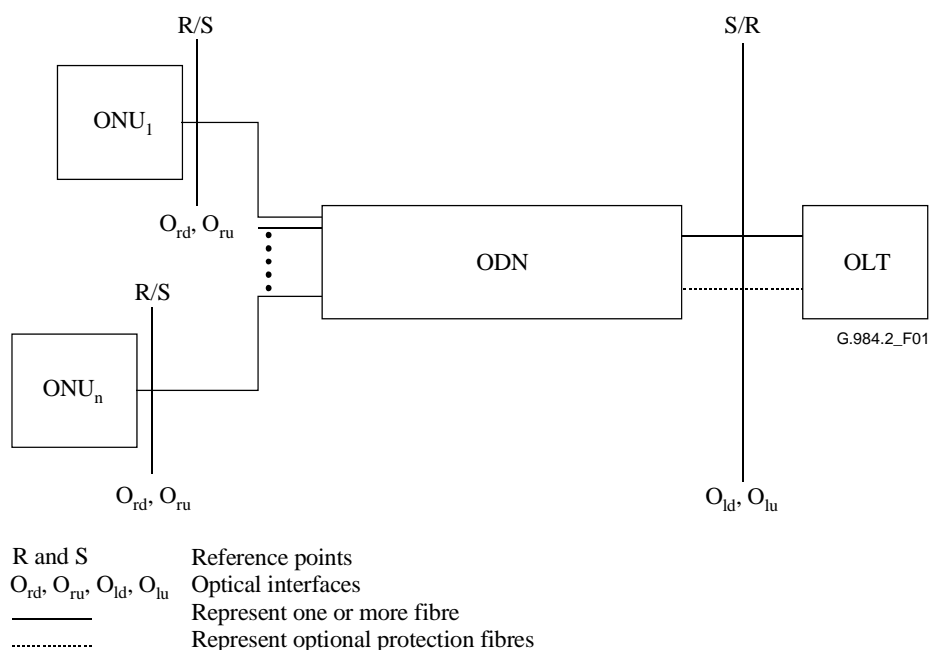 R/S
S/R
ONU1
Ord, Oru
ODN
OLT
G.984.2_F01
R/S
ONUn
Ord, Oru
Old, Olu
R and S Reference points
Ord, Oru, Old, Olu Optical interfaces
Represent one or more fibre
Represent optional protection fibres